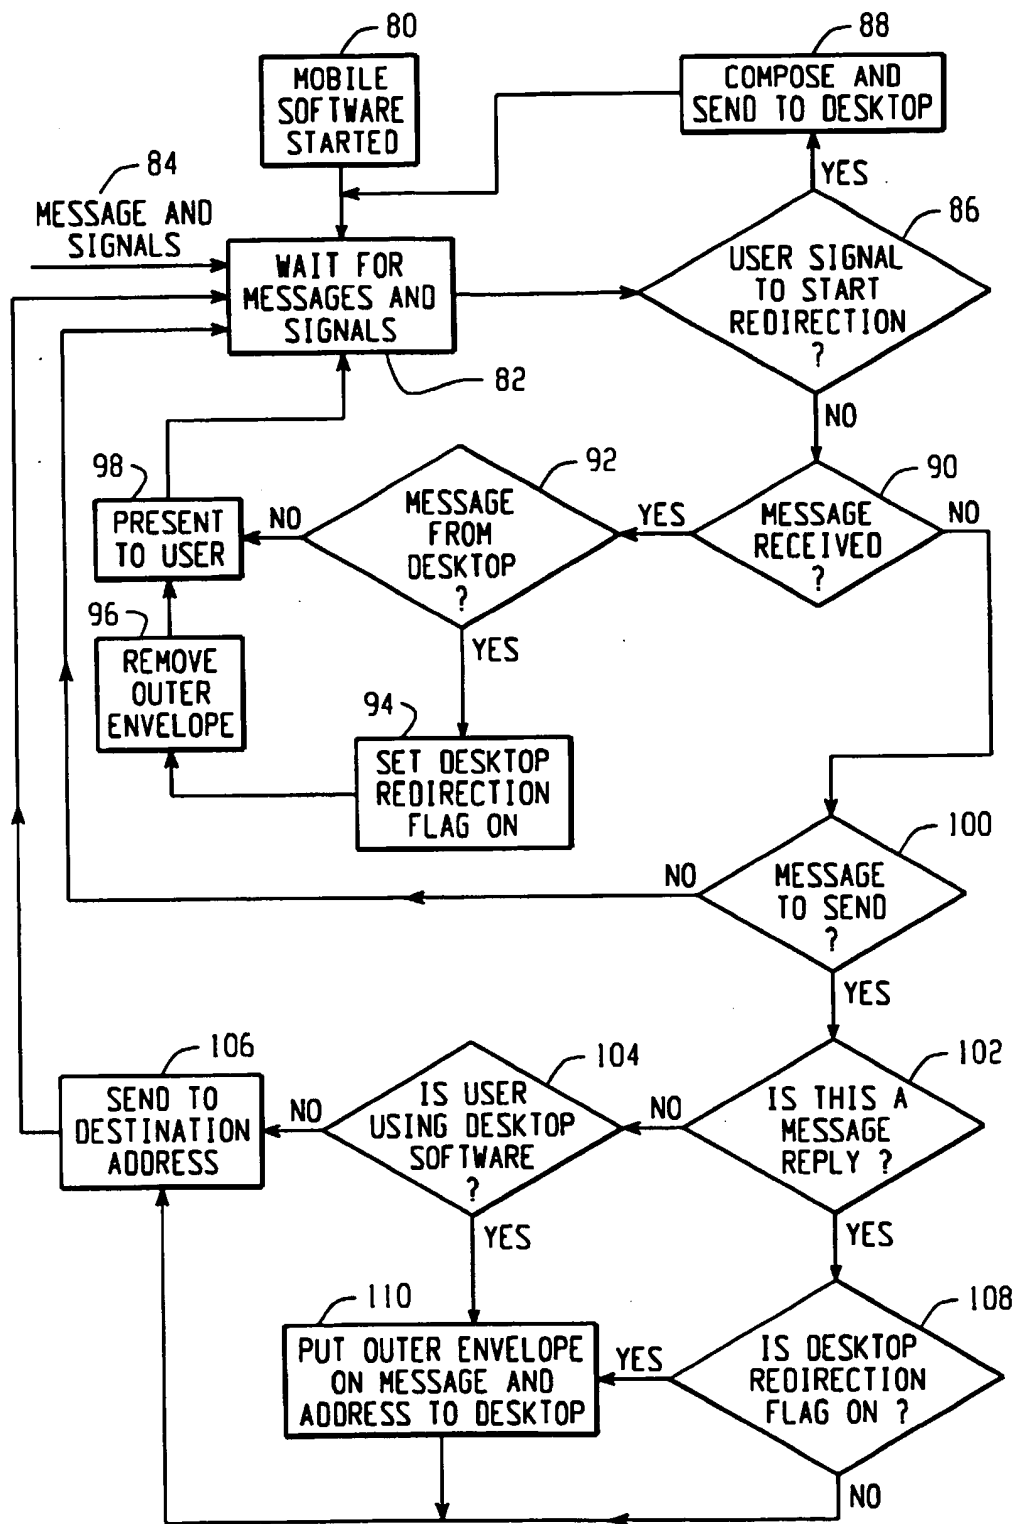 80
MOBILE
SOFTWARE
STARTED
88
COMPOSE AND
SEND TO DESKTOP
84
MESSAGE AND
SIGNALS
WAIT FOR
MESSAGES AND
SIGNALS
82
YES
86
USER SIGNAL
TO START
REDIRECTION
?
NO
98
PRESENT
TO USER
NO
92
MESSAGE
FROM
DESKTOP
?
YES
90
MESSAGE
RECEIVED
?
NO
96
REMOVE
OUTER
ENVELOPE
YES
94
SET DESKTOP
REDIRECTION
FLAG ON
100
MESSAGE
TO SEND
?
NO
YES
106
SEND TO
DESTINATION
ADDRESS
NO
104
IS USER
USING DESKTOP
SOFTWARE
?
NO
102
IS THIS A
MESSAGE
REPLY ?
YES
YES
110
PUT OUTER ENVELOPE
ON MESSAGE AND
ADDRESS TO DESKTOP
YES
108
IS DESKTOP
REDIRECTION
FLAG ON ?
NO